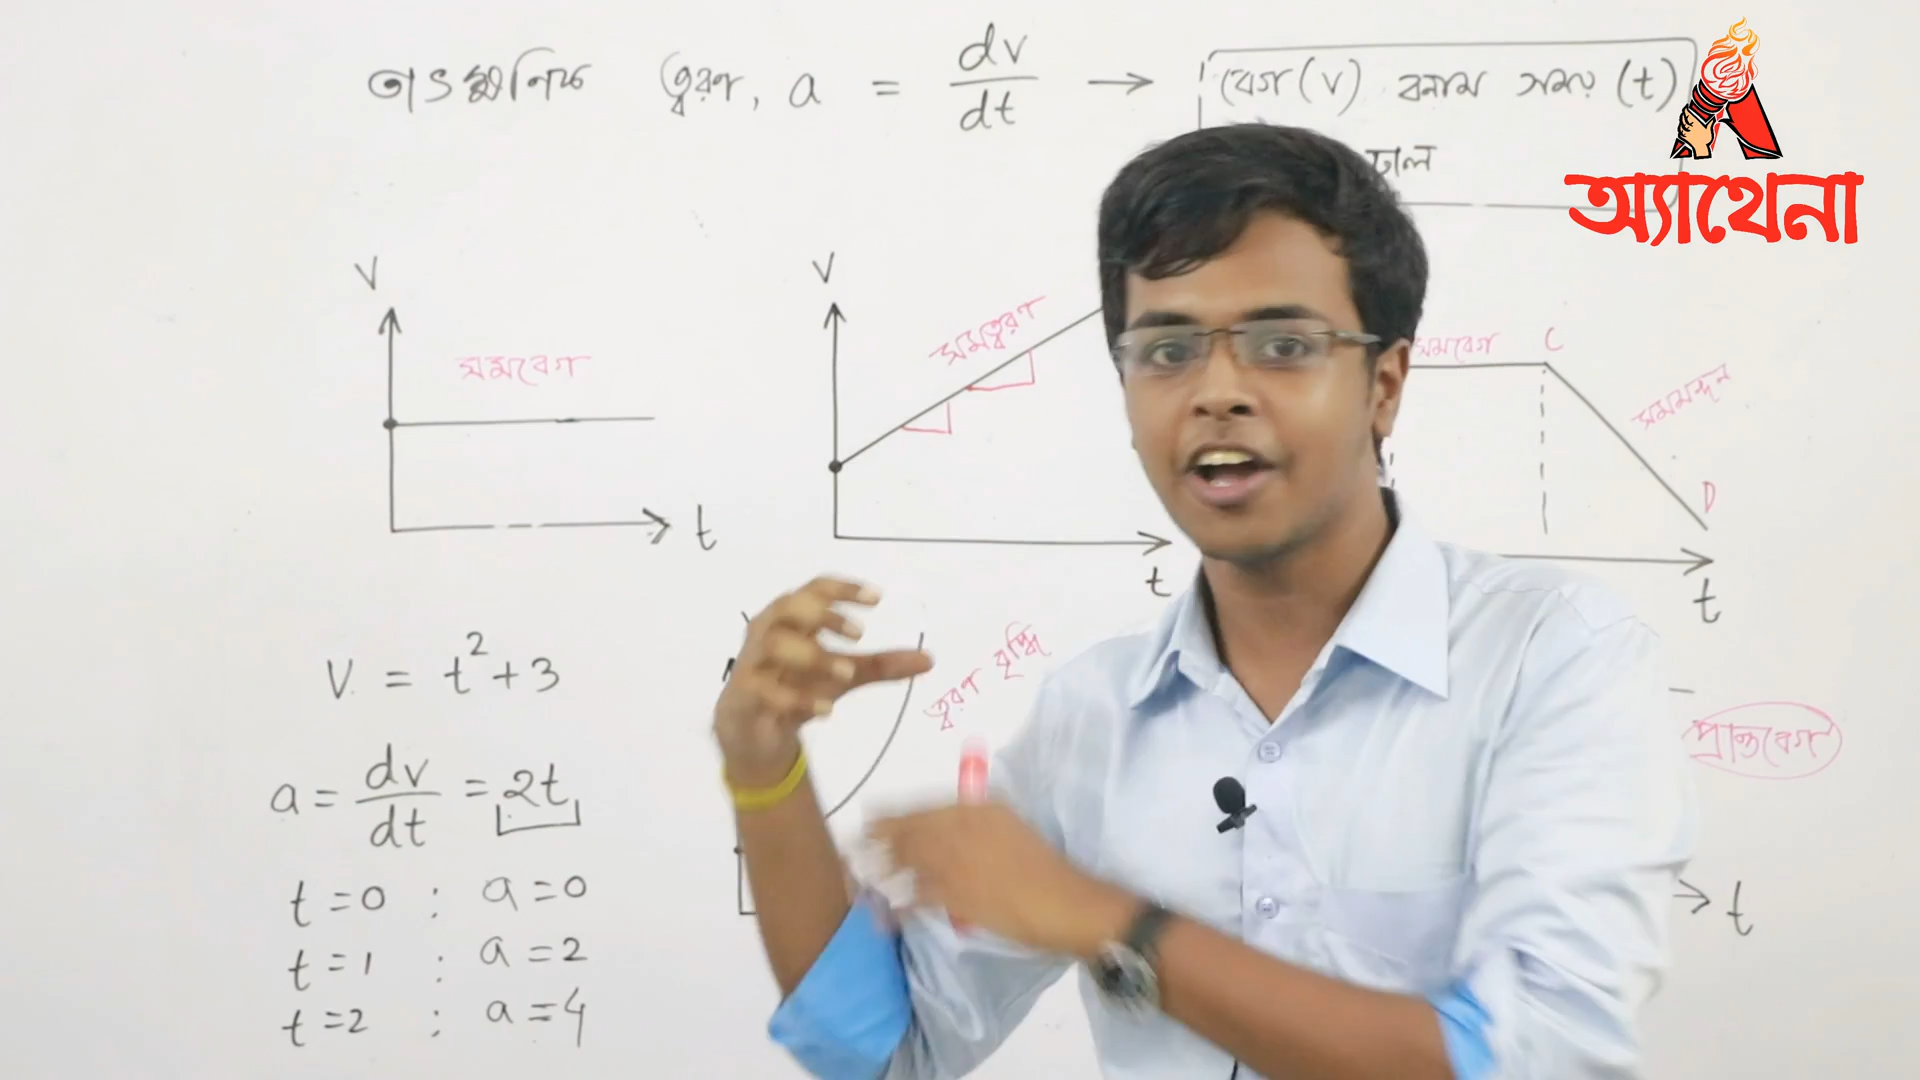 তাৎক্ষণিক ত্বরণ, a = dv/dt → বেগ (v) বনাম সময় (t)
ঢাল
অ্যাথেনা
V
সমবেগ
t
V
সমত্বরণ
t
সমবেগ
C
সমমন্দন
D
t
V = t²+3
a = dv/dt = 2t
t=0 : a=0
t=1 : a=2
t=2 : a=4
ত্বরণ বৃদ্ধি
প্রান্তবেগ
t